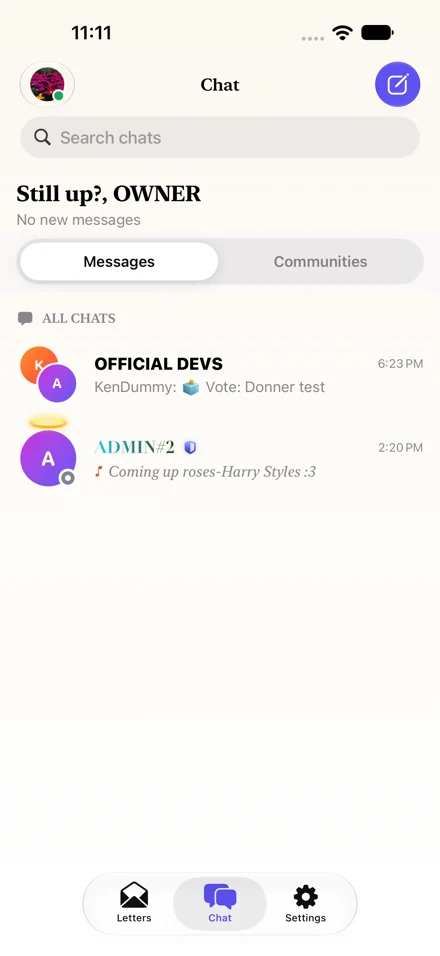 11:11
Chat
Search chats
Still up?, OWNER
No new messages
Messages
Communities
ALL CHATS
K
A
OFFICIAL DEVS
6:23 PM
KenDummy: 🗳️ Vote: Donner test
A
ADMIN#2
2:20 PM
Coming up roses-Harry Styles :3
Letters
Chat
Settings